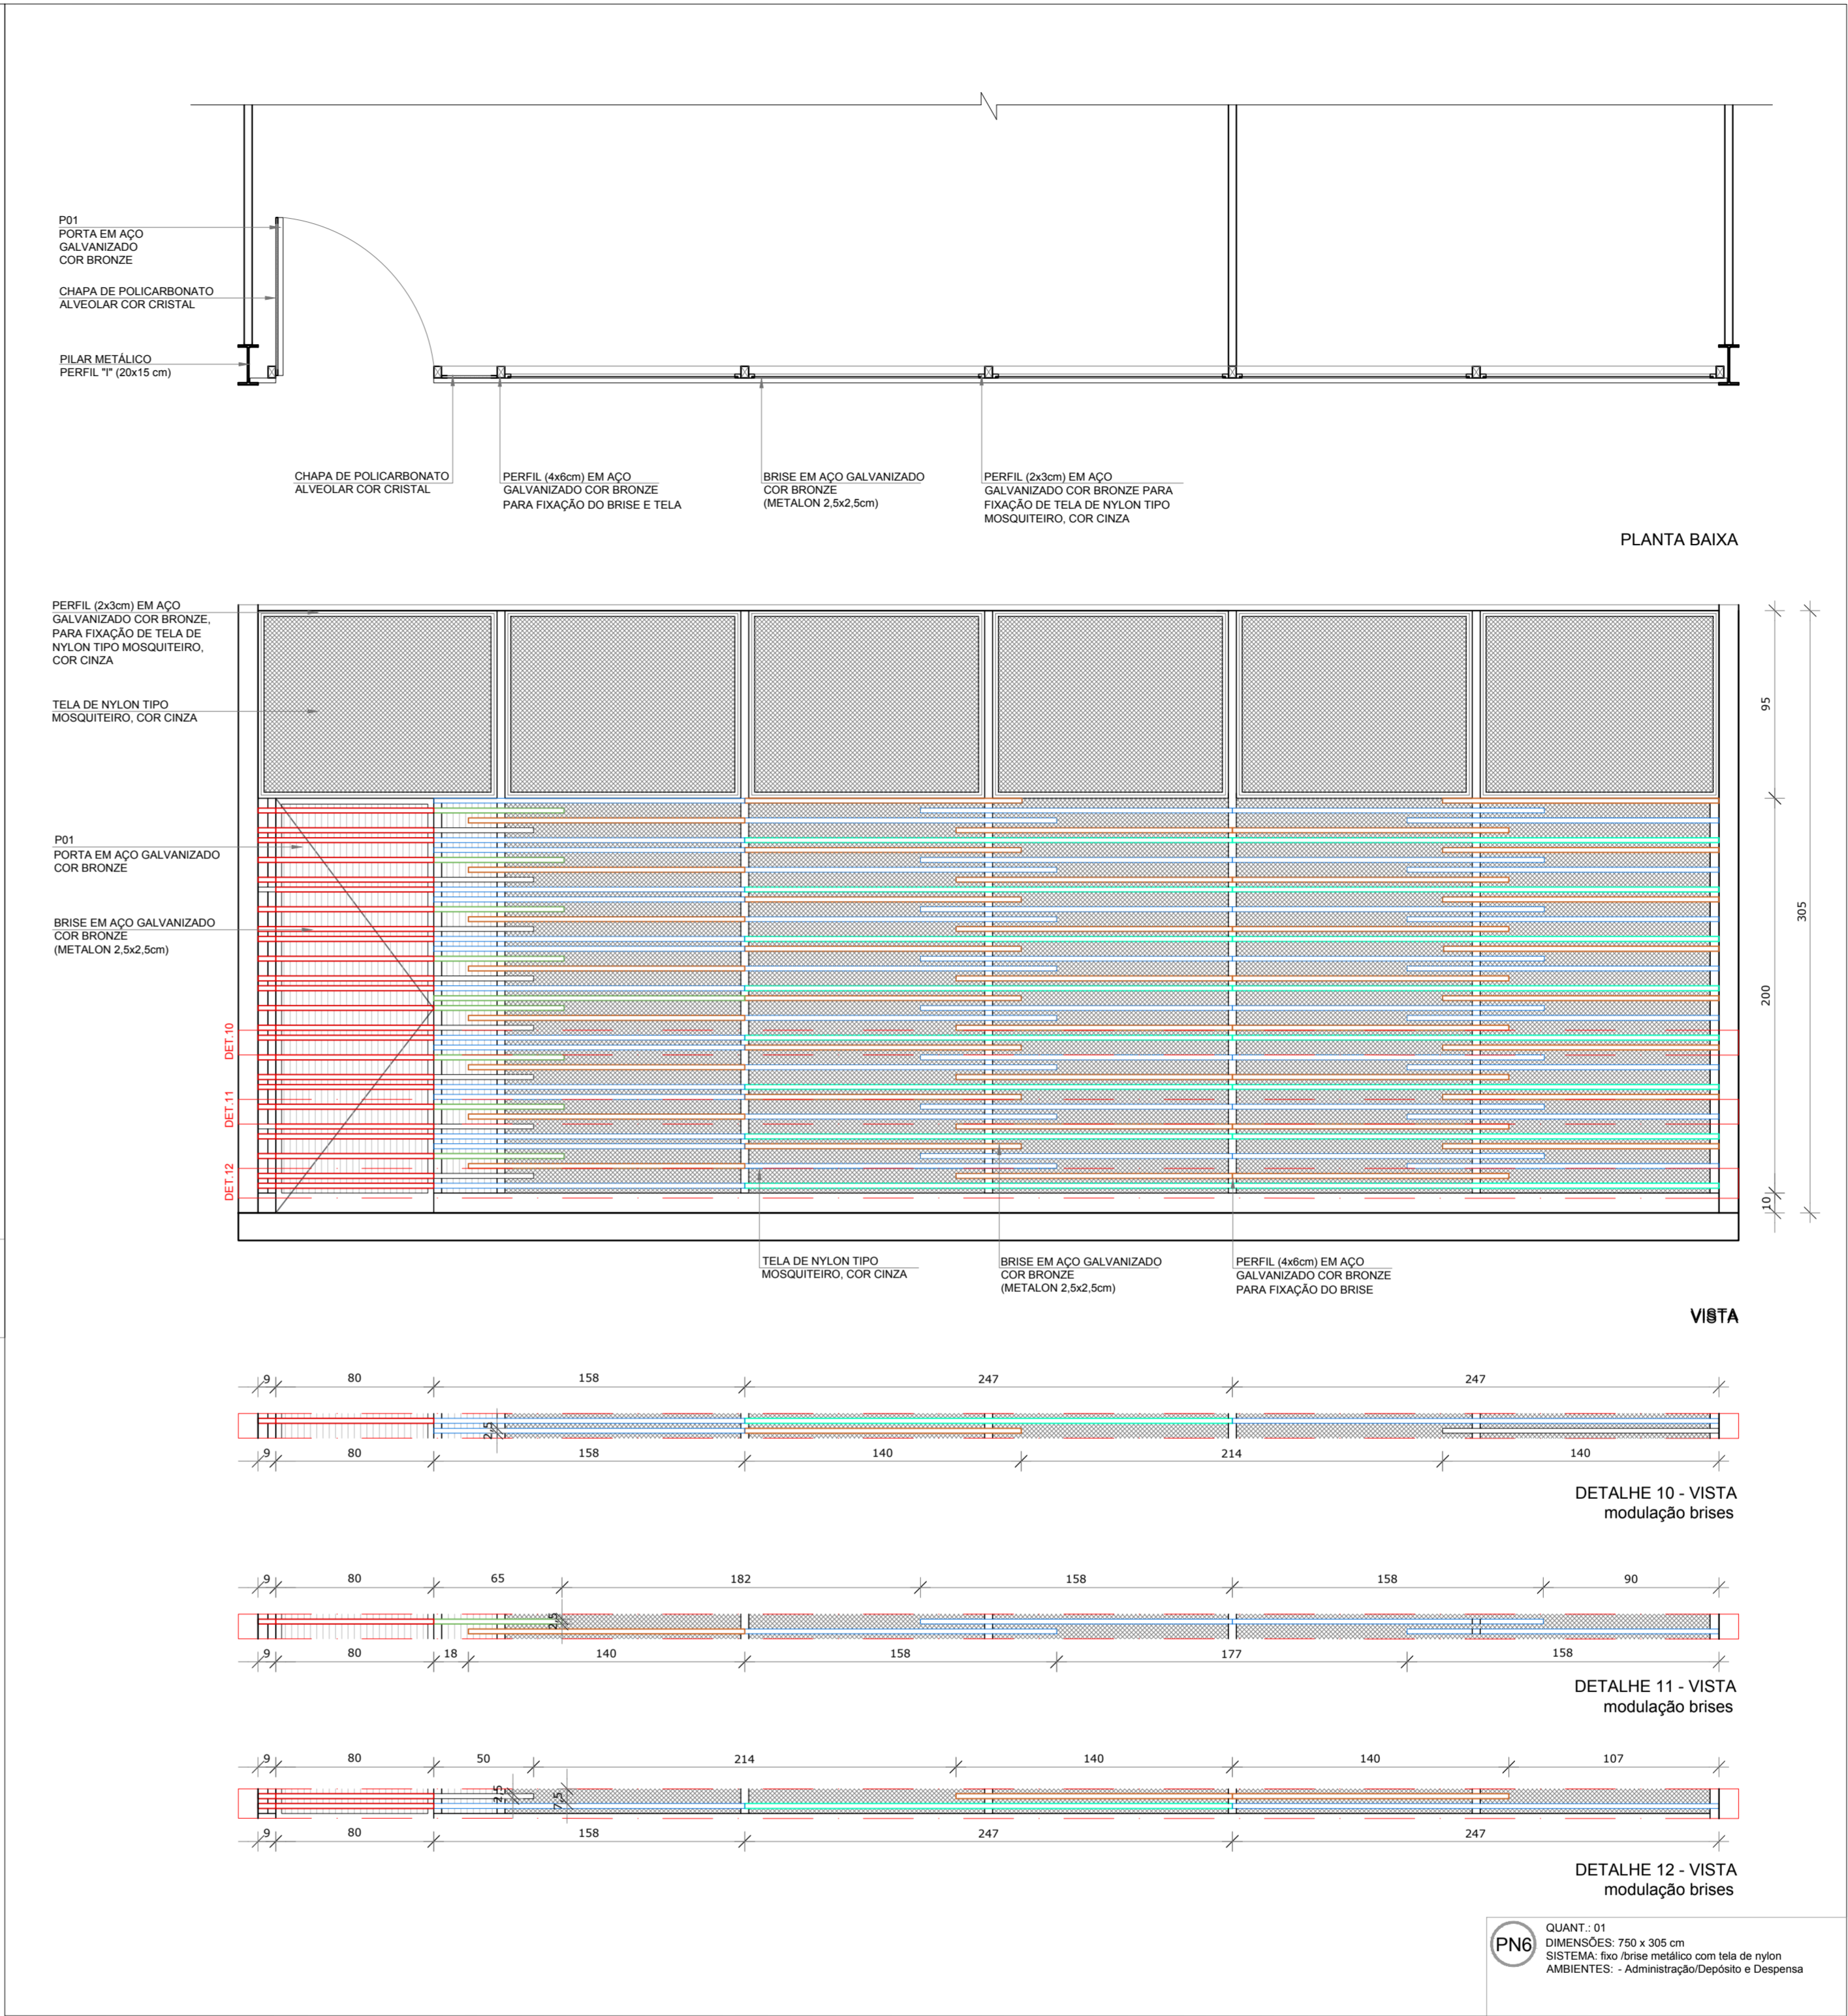 P01
PORTA EM AÇO
GALVANIZADO
COR BRONZE
CHAPA DE POLICARBONATO
ALVEOLAR COR CRISTAL
PILAR METÁLICO
PERFIL "I" (20x15 cm)
CHAPA DE POLICARBONATO
ALVEOLAR COR CRISTAL
PERFIL (4x6cm) EM AÇO
GALVANIZADO COR BRONZE
PARA FIXAÇÃO DO BRISE E TELA
BRISE EM AÇO GALVANIZADO
COR BRONZE
(METALON 2,5x2,5cm)
PERFIL (2x3cm) EM AÇO
GALVANIZADO COR BRONZE PARA
FIXAÇÃO DE TELA DE NYLON TIPO
MOSQUITEIRO, COR CINZA
PLANTA BAIXA
PERFIL (2x3cm) EM AÇO
GALVANIZADO COR BRONZE,
PARA FIXAÇÃO DE TELA DE
NYLON TIPO MOSQUITEIRO,
COR CINZA
TELA DE NYLON TIPO
MOSQUITEIRO, COR CINZA
P01
PORTA EM AÇO GALVANIZADO
COR BRONZE
BRISE EM AÇO GALVANIZADO
COR BRONZE
(METALON 2,5x2,5cm)
DET.10
DET.11
DET.12
95
200
10
305
TELA DE NYLON TIPO
MOSQUITEIRO, COR CINZA
BRISE EM AÇO GALVANIZADO
COR BRONZE
(METALON 2,5x2,5cm)
PERFIL (4x6cm) EM AÇO
GALVANIZADO COR BRONZE
PARA FIXAÇÃO DO BRISE
VISTA
9 80 158 247 247
2,5
9 80 158 140 214 140
DETALHE 10 - VISTA
modulação brises
9 80 65 182 158 158 90
2,5
9 80 18 140 158 177 158
DETALHE 11 - VISTA
modulação brises
9 80 50 214 140 140 107
2,5 7,5
9 80 158 247 247
DETALHE 12 - VISTA
modulação brises
PN6
QUANT.: 01
DIMENSÕES: 750 x 305 cm
SISTEMA: fixo /brise metálico com tela de nylon
AMBIENTES: - Administração/Depósito e Despensa